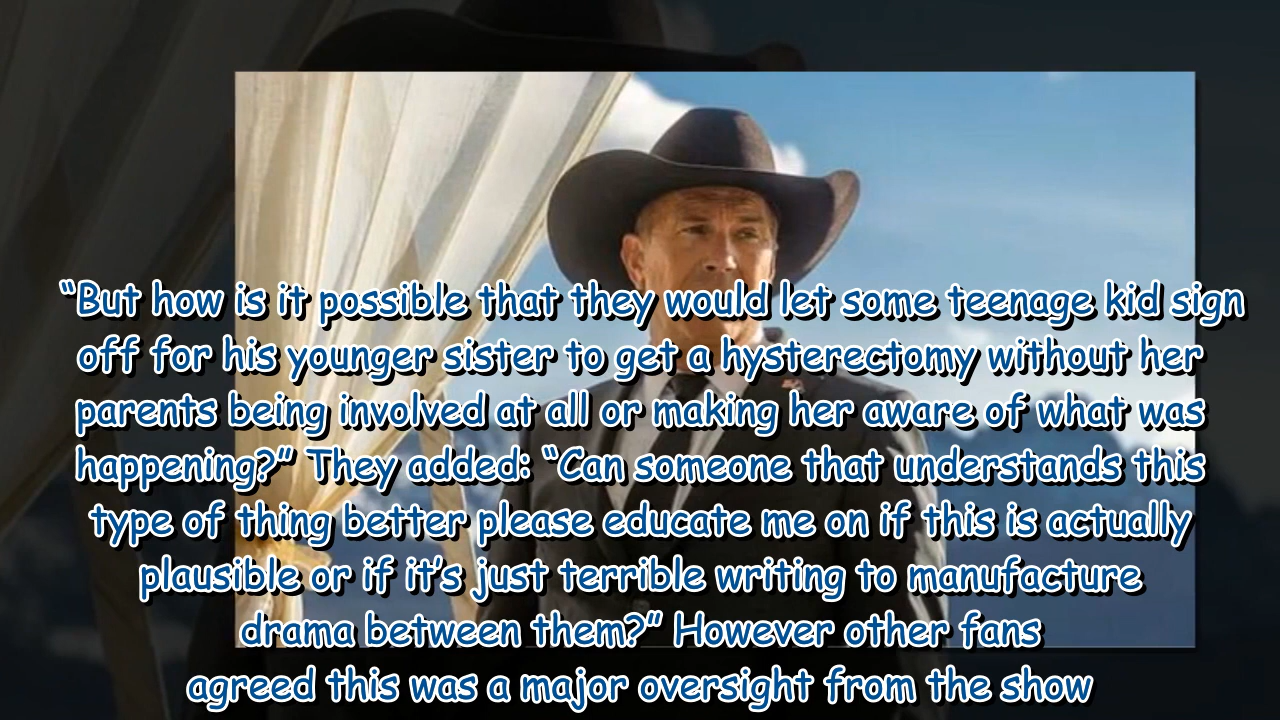 “But how is it possible that they would let some teenage kid sign
off for his younger sister to get a hysterectomy without her
parents being involved at all or making her aware of what was
happening?” They added: “Can someone that understands this
type of thing better please educate me on if this is actually
plausible or if it’s just terrible writing to manufacture
drama between them?” However other fans
agreed this was a major oversight from the show